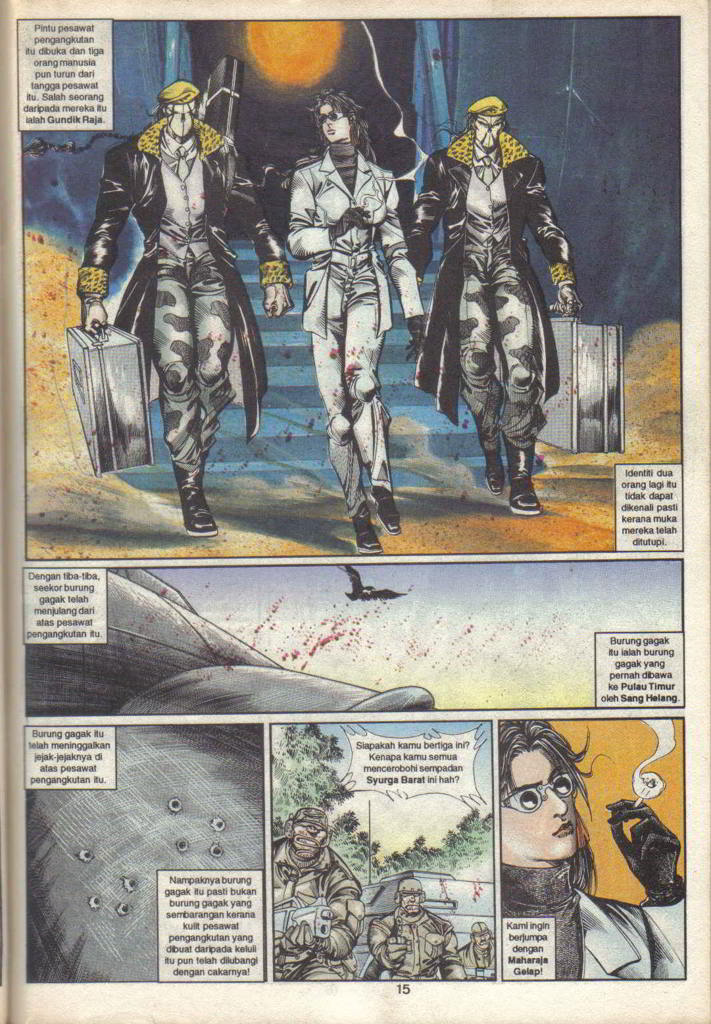 Pintu pesawat
pengangkutan
itu dibuka dan tiga
orang manusia
pun turun dari
tangga pesawat
itu. Salah seorang
daripada mereka itu
ialah Gundik Raja.
Identiti dua
orang lagi itu
tidak dapat
dikenali pasti
kerana muka
mereka telah
ditutupi.
Dengan tiba-tiba,
seekor burung
gagak telah
menjulang dari
atas pesawat
pengangkutan itu.
Burung gagak
itu ialah burung
gagak yang
pernah dibawa
ke Pulau Timur
oleh Sang Helang.
Burung gagak itu
telah meninggalkan
jejak-jejaknya di
atas pesawat
pengangkutan itu.
Nampaknya burung
gagak itu pasti bukan
burung gagak yang
sembarangan kerana
kulit pesawat
pengangkutan yang
dibuat daripada keluli
itu pun telah dilubangi
dengan cakarnya!
Siapakah kamu bertiga ini?
Kenapa kamu semua
mencerobohi sempadan
Syurga Barat ini hah?
Kami ingin
berjumpa
dengan
Maharaja
Gelap!
15